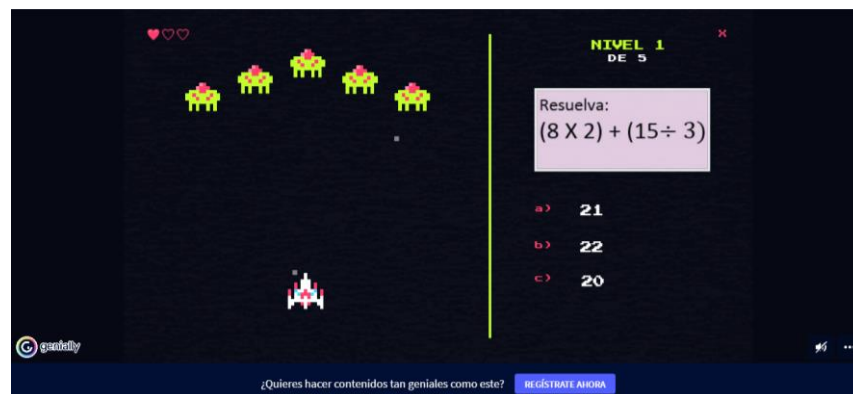 NIVEL 1
DE 5
Resuelva:
(8 X 2) + (15÷ 3)
a) 21
b) 22
c) 20
genially
¿Quieres hacer contenidos tan geniales como este? REGÍSTRATE AHORA